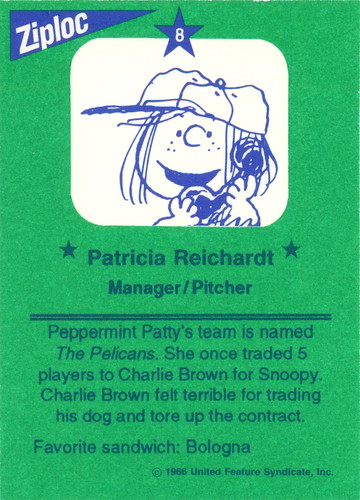 Ziploc
8
Patricia Reichardt
Manager/Pitcher
Peppermint Patty's team is named
The Pelicans. She once traded 5
players to Charlie Brown for Snoopy.
Charlie Brown felt terrible for trading
his dog and tore up the contract.
Favorite sandwich: Bologna
© 1966 United Feature Syndicate, Inc.